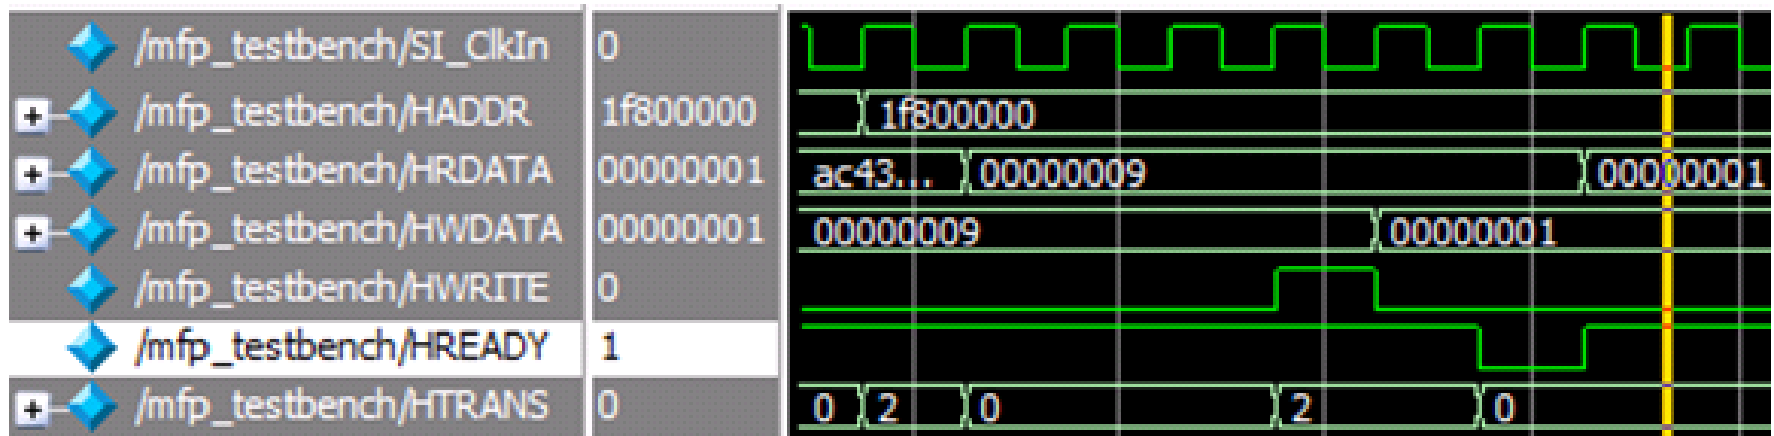 /mfp_testbench/SI_ClkIn 0
/mfp_testbench/HADDR 1f800000 1f800000
/mfp_testbench/HRDATA 00000001 ac43... 00000009 00000001
/mfp_testbench/HWDATA 00000001 00000009 00000001
/mfp_testbench/HWRITE 0
/mfp_testbench/HREADY 1
/mfp_testbench/HTRANS 0 0 2 0 2 0